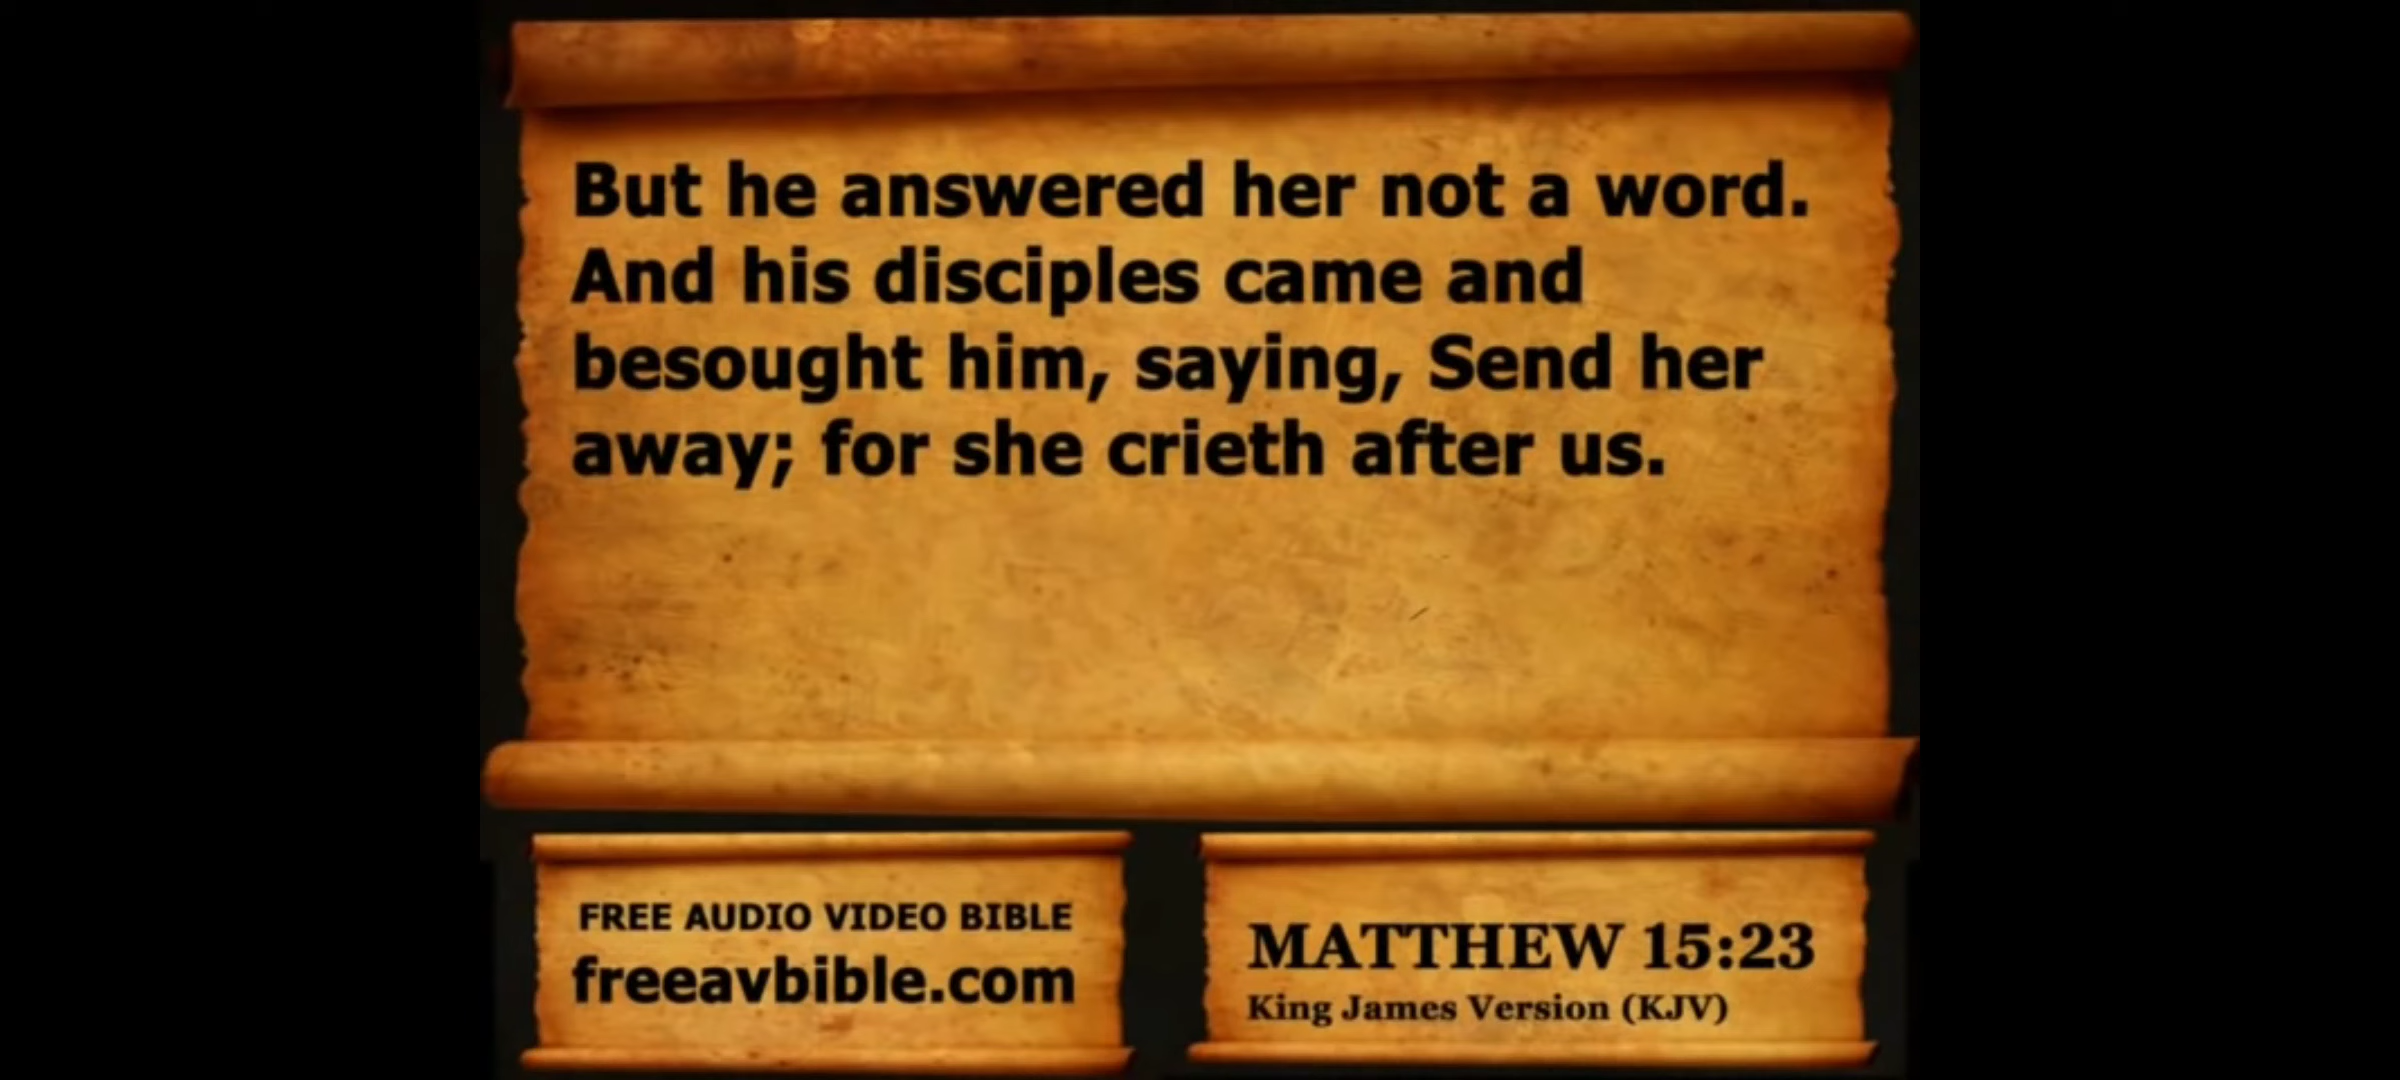 But he answered her not a word.
And his disciples came and
besought him, saying, Send her
away; for she crieth after us.
FREE AUDIO VIDEO BIBLE
freeavbible.com
MATTHEW 15:23
King James Version (KJV)